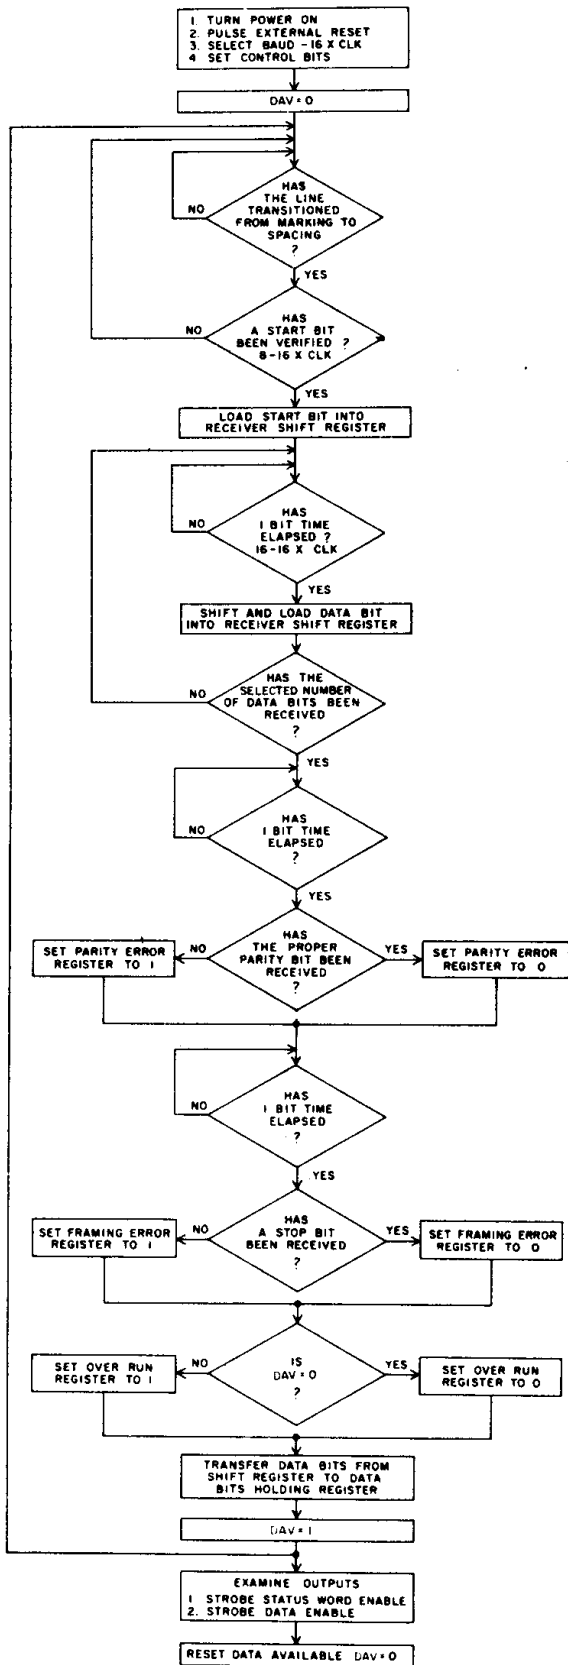 1. TURN POWER ON
2. PULSE EXTERNAL RESET
3. SELECT BAUD - 16 X CLK
4 SET CONTROL BITS
DAV = 0
HAS
THE LINE
TRANSITIONED
FROM MARKING TO
SPACING
?
NO
YES
HAS
A START BIT
BEEN VERIFIED ?
8-16 X CLK
NO
YES
LOAD START BIT INTO
RECEIVER SHIFT REGISTER
HAS
1 BIT TIME
ELAPSED ?
16-16 X CLK
NO
YES
SHIFT AND LOAD DATA BIT
INTO RECEIVER SHIFT REGISTER
HAS THE
SELECTED NUMBER
OF DATA BITS BEEN
RECEIVED
?
NO
YES
HAS
1 BIT TIME
ELAPSED
?
NO
YES
HAS
THE PROPER
PARITY BIT BEEN
RECEIVED
?
NO
YES
SET PARITY ERROR
REGISTER TO 1
SET PARITY ERROR
REGISTER TO 0
HAS
1 BIT TIME
ELAPSED
?
NO
YES
HAS
A STOP BIT
BEEN RECEIVED
?
NO
YES
SET FRAMING ERROR
REGISTER TO 1
SET FRAMING ERROR
REGISTER TO 0
IS
DAV = 0
?
NO
YES
SET OVER RUN
REGISTER TO 1
SET OVER RUN
REGISTER TO 0
TRANSFER DATA BITS FROM
SHIFT REGISTER TO DATA
BITS HOLDING REGISTER
DAV = 1
EXAMINE OUTPUTS
1 STROBE STATUS WORD ENABLE
2. STROBE DATA ENABLE
RESET DATA AVAILABLE DAV = 0